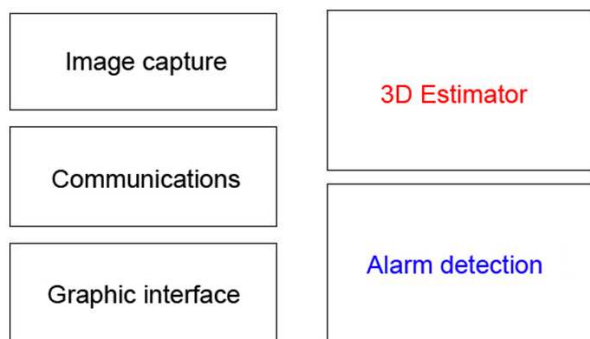 Image capture
Communications
Graphic interface
3D Estimator
Alarm detection